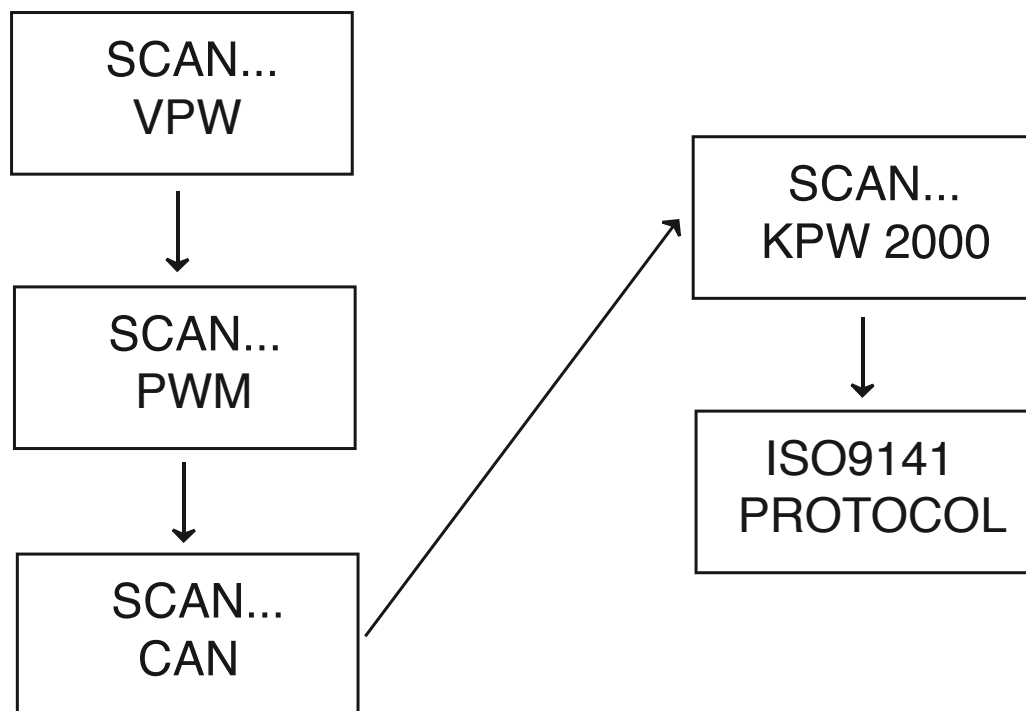 SCAN...
VPW
SCAN...
PWM
SCAN...
CAN
SCAN...
KPW 2000
ISO9141
PROTOCOL